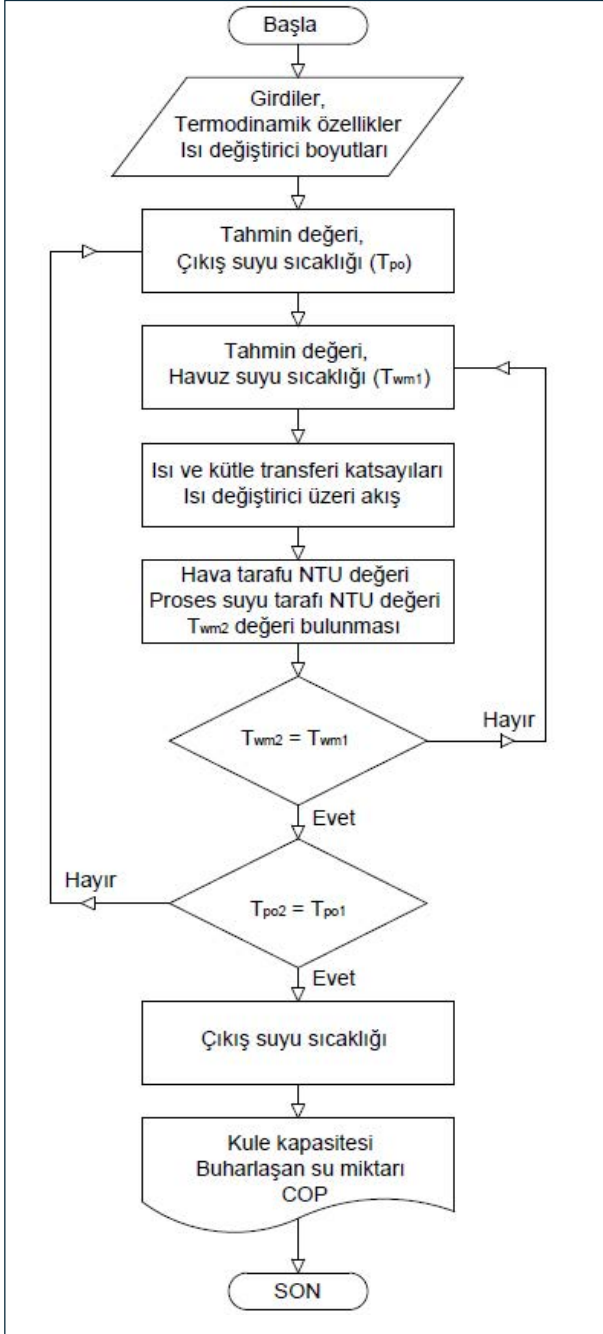 Başla
Girdiler,
Termodinamik özellikler
Isı değiştirici boyutları
Tahmin değeri,
Çıkış suyu sıcaklığı (Tpo)
Tahmin değeri,
Havuz suyu sıcaklığı (Twm1)
Isı ve kütle transferi katsayıları
Isı değiştirici üzeri akış
Hava tarafu NTU değeri
Proses suyu tarafı NTU değeri
Twm2 değeri bulunması
Twm2 = Twm1
Hayır
Evet
Tpo2 = Tpo1
Hayır
Evet
Çıkış suyu sıcaklığı
Kule kapasitesi
Buharlaşan su miktarı
COP
SON